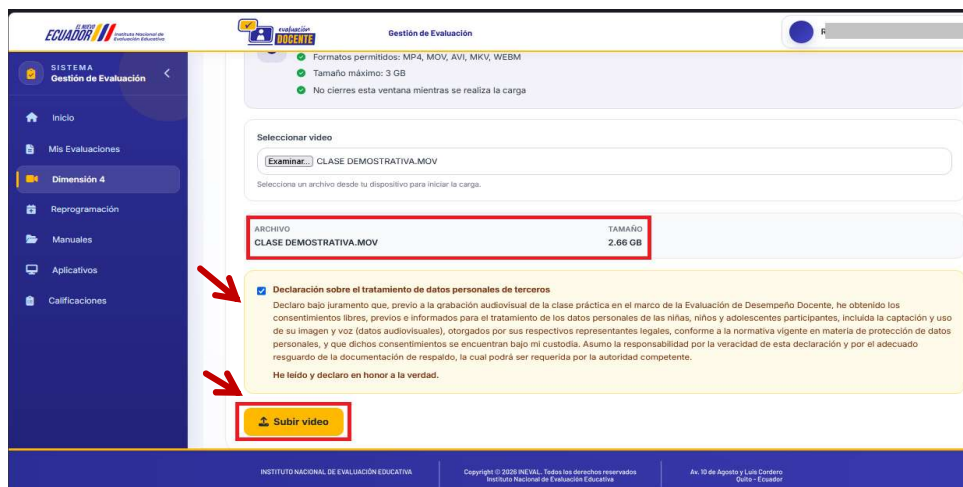 EL NUEVO
ECUADOR
Instituto Nacional de
Evaluación Educativa
evaluación
DOCENTE
Gestión de Evaluación
R
SISTEMA
Gestión de Evaluación
Inicio
Mis Evaluaciones
Dimensión 4
Reprogramación
Manuales
Aplicativos
Calificaciones
Formatos permitidos: MP4, MOV, AVI, MKV, WEBM
Tamaño máximo: 3 GB
No cierres esta ventana mientras se realiza la carga
Seleccionar video
Examinar... CLASE DEMOSTRATIVA.MOV
Selecciona un archivo desde tu dispositivo para iniciar la carga.
ARCHIVO TAMAÑO
CLASE DEMOSTRATIVA.MOV 2.66 GB
Declaración sobre el tratamiento de datos personales de terceros
Declaro bajo juramento que, previo a la grabación audiovisual de la clase práctica en el marco de la Evaluación de Desempeño Docente, he obtenido los
consentimientos libres, previos e informados para el tratamiento de los datos personales de las niñas, niños y adolescentes participantes, incluida la captación y uso
de su imagen y voz (datos audiovisuales), otorgados por sus respectivos representantes legales, conforme a la normativa vigente en materia de protección de datos
personales, y que dichos consentimientos se encuentran bajo mi custodia. Asumo la responsabilidad por la veracidad de esta declaración y por el adecuado
resguardo de la documentación de respaldo, la cual podrá ser requerida por la autoridad competente.
He leído y declaro en honor a la verdad.
Subir video
INSTITUTO NACIONAL DE EVALUACIÓN EDUCATIVA
Copyright © 2026 INEVAL. Todos los derechos reservados
Instituto Nacional de Evaluación Educativa
Av. 10 de Agosto y Luis Cordero
Quito - Ecuador